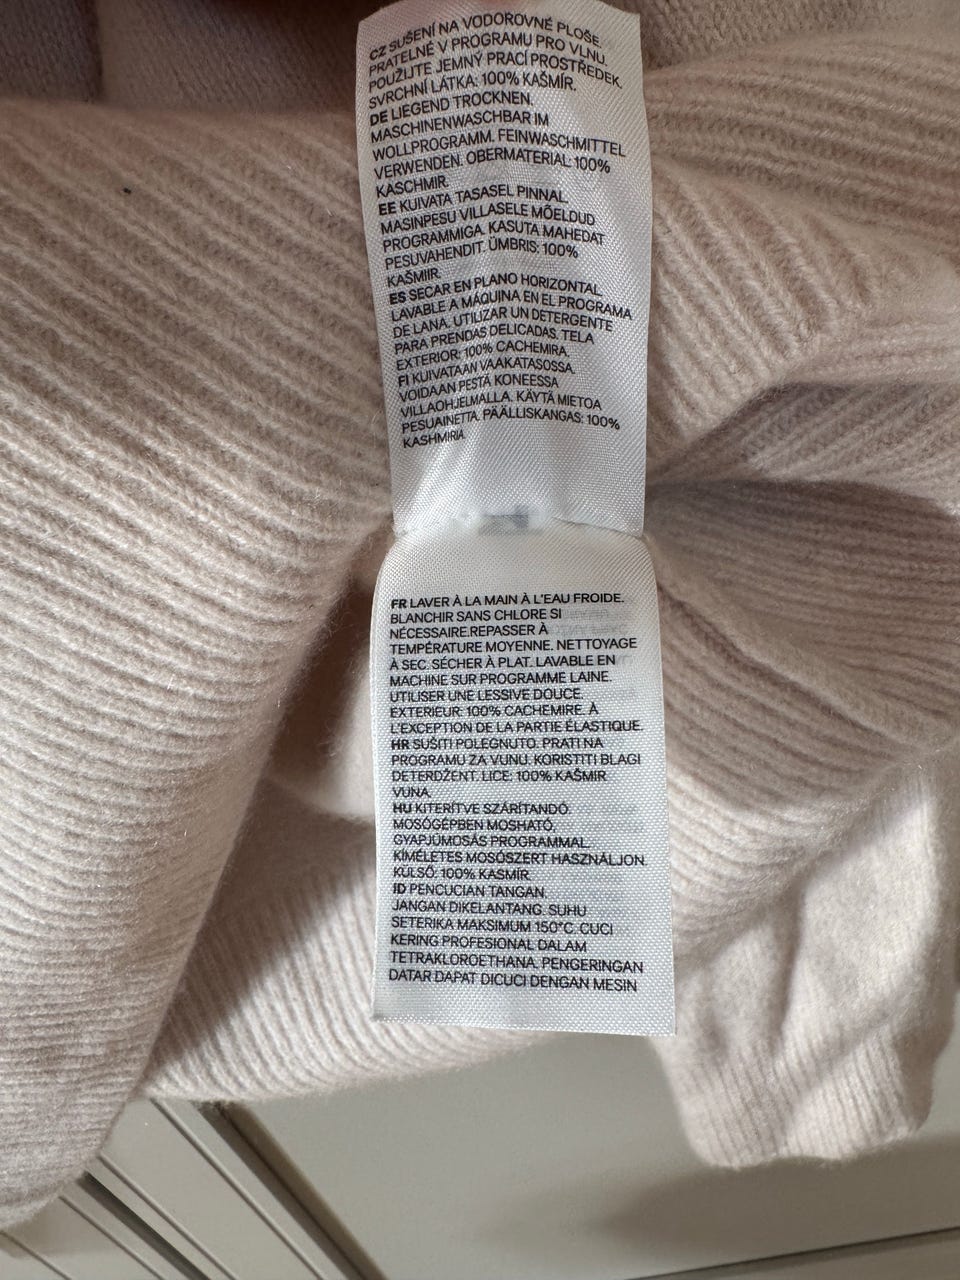 CZ SUŠENÍ NA VODOROVNÉ PLOŠE.
PRATELNÉ V PROGRAMU PRO VLNU.
POUŽIJTE JEMNÝ PRACÍ PROSTŘEDEK.
SVRCHNÍ LÁTKA: 100% KAŠMÍR.
DE LIEGEND TROCKNEN.
MASCHINENWASCHBAR IM
WOLLPROGRAMM. FEINWASCHMITTEL
VERWENDEN. OBERMATERIAL: 100%
KASCHMIR.
EE KUIVATA TASASEL PINNAL.
MASINPESU VILLASELE MÕELDUD
PROGRAMMIGA. KASUTA MAHEDAT
PESUVAHENDIT. ÜMBRIS: 100%
KAŠMIIR.
ES SECAR EN PLANO HORIZONTAL.
LAVABLE A MÁQUINA EN EL PROGRAMA
DE LANA. UTILIZAR UN DETERGENTE
PARA PRENDAS DELICADAS. TELA
EXTERIOR: 100% CACHEMIRA.
FI KUIVATAAN VAAKATASOSSA.
VOIDAAN PESTÄ KONEESSA
VILLAOHJELMALLA. KÄYTÄ MIETOA
PESUAINETTA. PÄÄLLISKANGAS: 100%
KASHMIRIA.
FR LAVER À LA MAIN À L'EAU FROIDE.
BLANCHIR SANS CHLORE SI
NÉCESSAIRE.REPASSER À
TEMPÉRATURE MOYENNE. NETTOYAGE
À SEC. SÉCHER À PLAT. LAVABLE EN
MACHINE SUR PROGRAMME LAINE.
UTILISER UNE LESSIVE DOUCE.
EXTERIEUR: 100% CACHEMIRE. À
L'EXCEPTION DE LA PARTIE ÉLASTIQUE.
HR SUŠITI POLEGNUTO. PRATI NA
PROGRAMU ZA VUNU. KORISTITI BLAGI
DETERDŽENT. LICE: 100% KAŠMIR
VUNA.
HU KITERÍTVE SZÁRÍTANDÓ.
MOSÓGÉPBEN MOSHATÓ,
GYAPJÚMOSÁS PROGRAMMAL.
KÍMÉLETES MOSÓSZERT HASZNÁLJON.
KÜLSŐ: 100% KASMÍR.
ID PENCUCIAN TANGAN.
JANGAN DIKELANTANG. SUHU
SETERIKA MAKSIMUM 150°C. CUCI
KERING PROFESIONAL DALAM
TETRAKLOROETHANA. PENGERINGAN
DATAR DAPAT DICUCI DENGAN MESIN